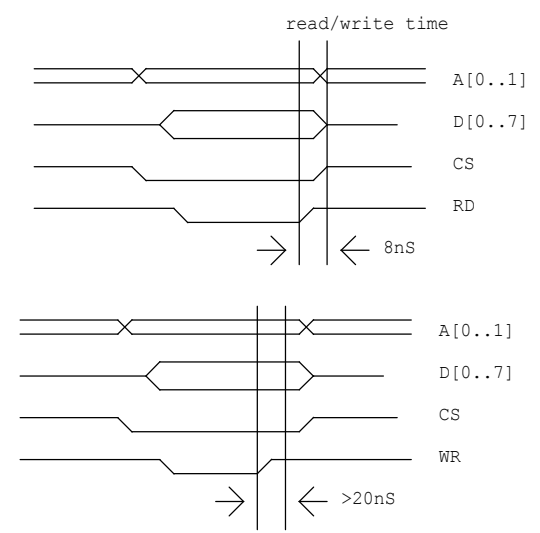 read/write time
A[0..1]
D[0..7]
CS
RD
8nS
A[0..1]
D[0..7]
CS
WR
>20nS